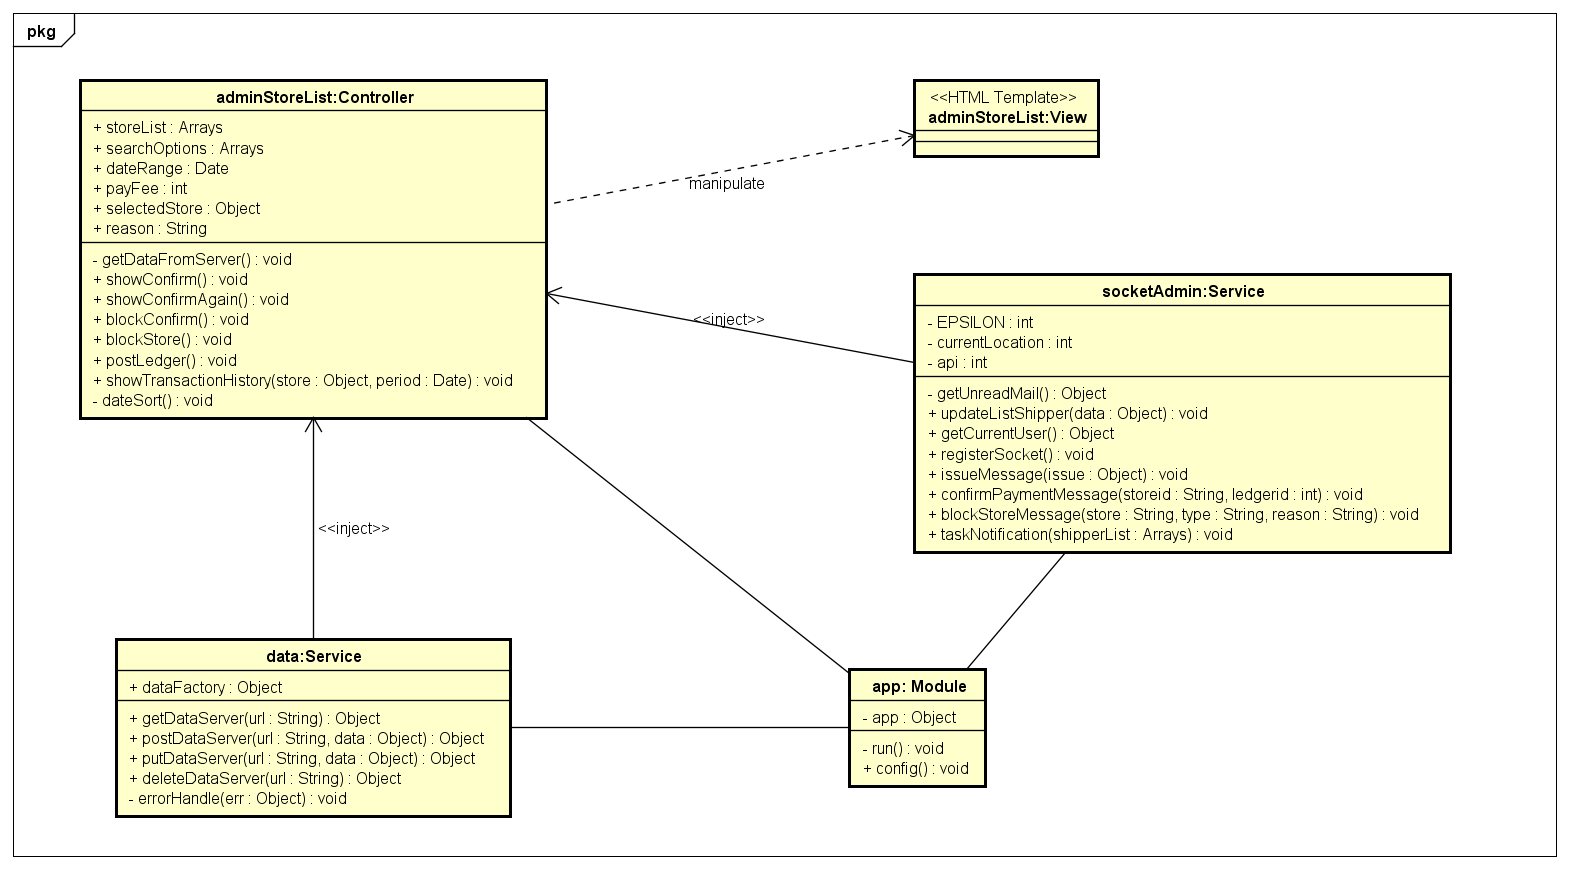 pkg
adminStoreList:Controller
+ storeList : Arrays
+ searchOptions : Arrays
+ dateRange : Date
+ payFee : int
+ selectedStore : Object
+ reason : String
- getDataFromServer() : void
+ showConfirm() : void
+ showConfirmAgain() : void
+ blockConfirm() : void
+ blockStore() : void
+ postLedger() : void
+ showTransactionHistory(store : Object, period : Date) : void
- dateSort() : void
<<HTML Template>>
adminStoreList:View
manipulate
<<inject>>
socketAdmin:Service
- EPSILON : int
- currentLocation : int
- api : int
- getUnreadMail() : Object
+ updateListShipper(data : Object) : void
+ getCurrentUser() : Object
+ registerSocket() : void
+ issueMessage(issue : Object) : void
+ confirmPaymentMessage(storeid : String, ledgerid : int) : void
+ blockStoreMessage(store : String, type : String, reason : String) : void
+ taskNotification(shipperList : Arrays) : void
<<inject>>
data:Service
+ dataFactory : Object
+ getDataServer(url : String) : Object
+ postDataServer(url : String, data : Object) : Object
+ putDataServer(url : String, data : Object) : Object
+ deleteDataServer(url : String) : Object
- errorHandle(err : Object) : void
app: Module
- app : Object
- run() : void
+ config() : void